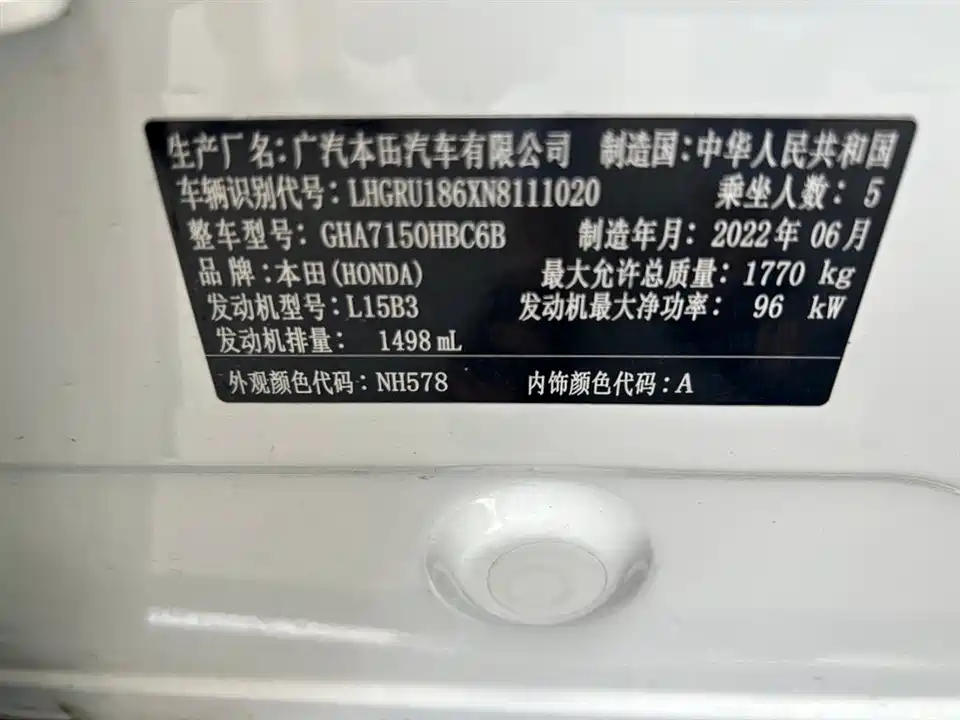 生产厂名:广汽本田汽车有限公司 制造国:中华人民共和国
车辆识别代号: LHGRU186XN8111020 乘坐人数: 5
整车型号: GHA7150HBC6B 制造年月: 2022年 06月
品 牌: 本田(HONDA) 最大允许总质量: 1770 kg
发动机型号: L15B3 发动机最大净功率: 96 kW
发动机排量: 1498 mL
外观颜色代码: NH578 内饰颜色代码: A